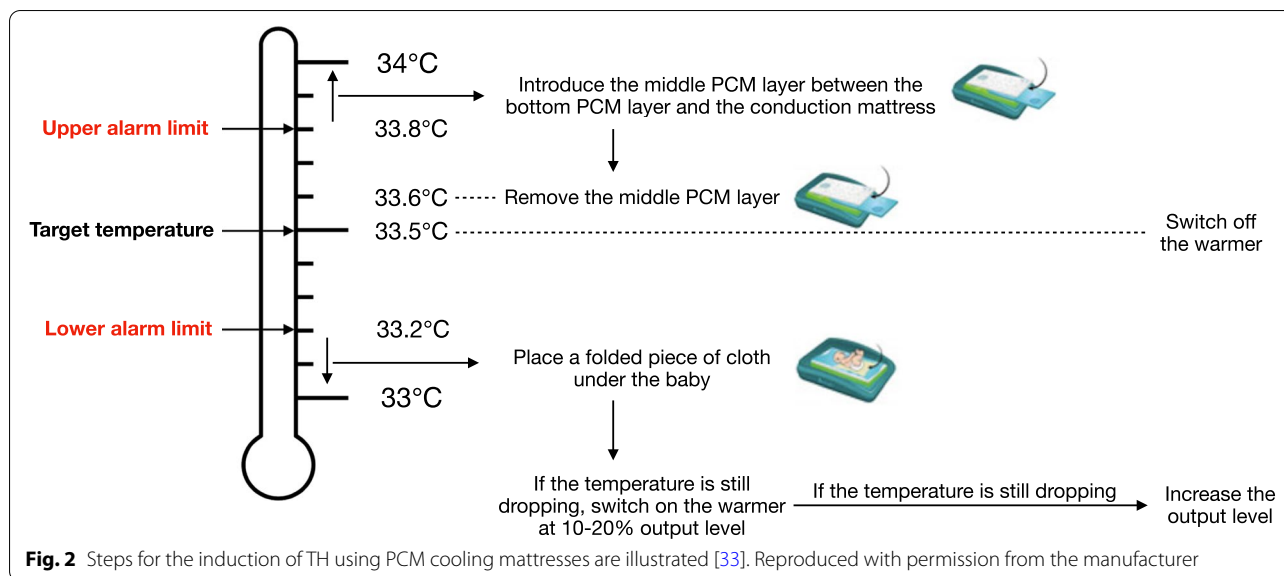 34°C
Introduce the middle PCM layer between the
bottom PCM layer and the conduction mattress
Upper alarm limit
33.8°C
33.6°C
Remove the middle PCM layer
Target temperature
33.5°C
Switch off
the warmer
Lower alarm limit
33.2°C
Place a folded piece of cloth
under the baby
33°C
If the temperature is still
dropping, switch on the warmer
at 10-20% output level
If the temperature is still dropping
Increase the
output level
Fig. 2 Steps for the induction of TH using PCM cooling mattresses are illustrated [33]. Reproduced with permission from the manufacturer